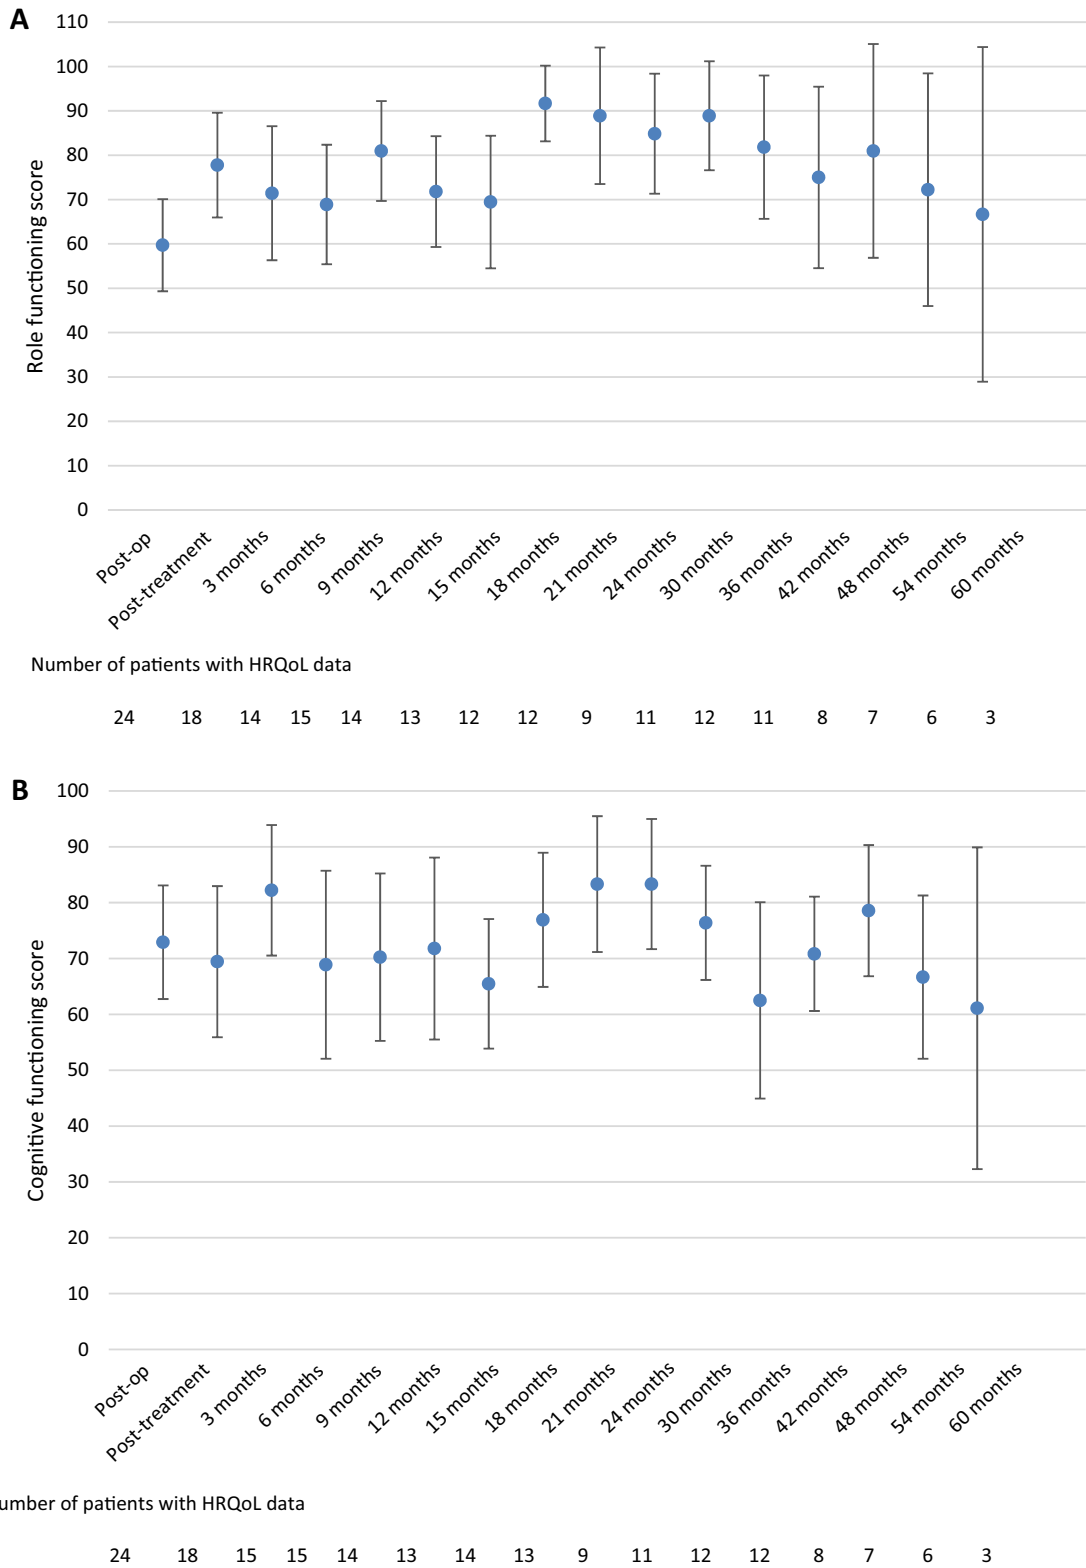 A
110
100
90
80
70
60
50
40
30
20
10
0
Role functioning score
Post-op
Post-treatment
3 months
6 months
9 months
12 months
15 months
18 months
21 months
24 months
30 months
36 months
42 months
48 months
54 months
60 months
Number of patients with HRQoL data
24 18 14 15 14 13 12 12 9 11 12 11 8 7 6 3
B
100
90
80
70
60
50
40
30
20
10
0
Cognitive functioning score
Post-op
Post-treatment
3 months
6 months
9 months
12 months
15 months
18 months
21 months
24 months
30 months
36 months
42 months
48 months
54 months
60 months
umber of patients with HRQoL data
24 18 15 15 14 13 14 13 9 11 12 12 8 7 6 3